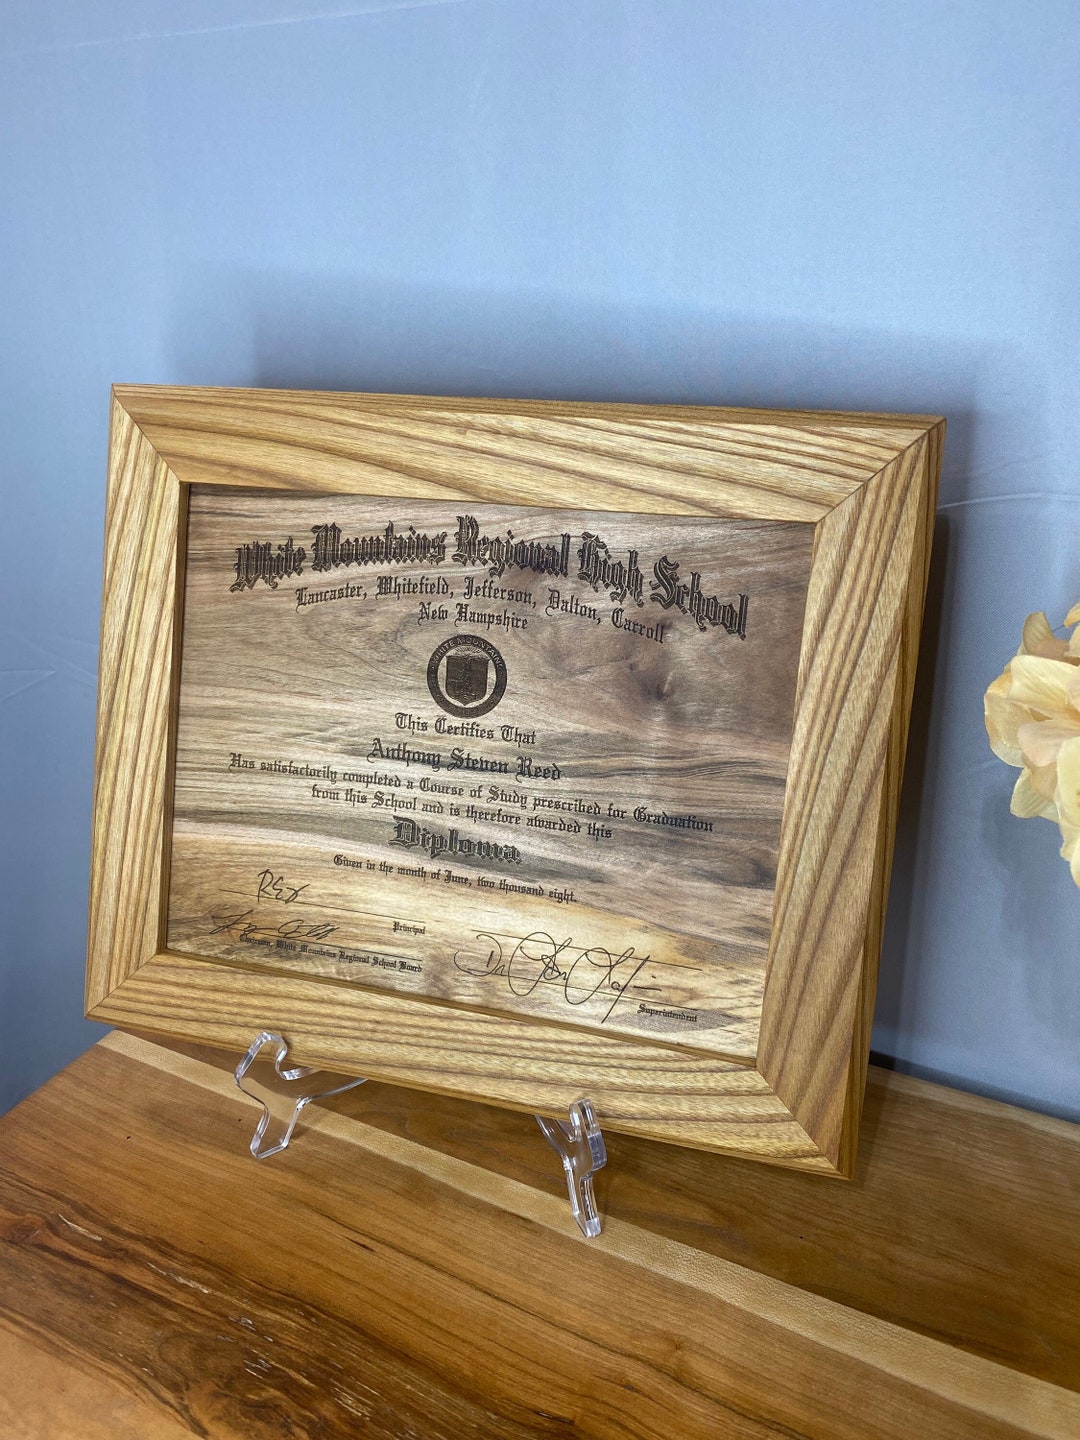 White Mountains Regional High School
Lancaster, Whitefield, Jefferson, Dalton, Carroll
New Hampshire
WHITE MOUNTAINS
This Certifies That
Anthony Steven Reed
Has satisfactorily completed a Course of Study prescribed for Graduation
from this School and is therefore awarded this
Diploma
Given in the month of June, two thousand eight.
Principal
Chairman, White Mountains Regional School Board
Superintendent